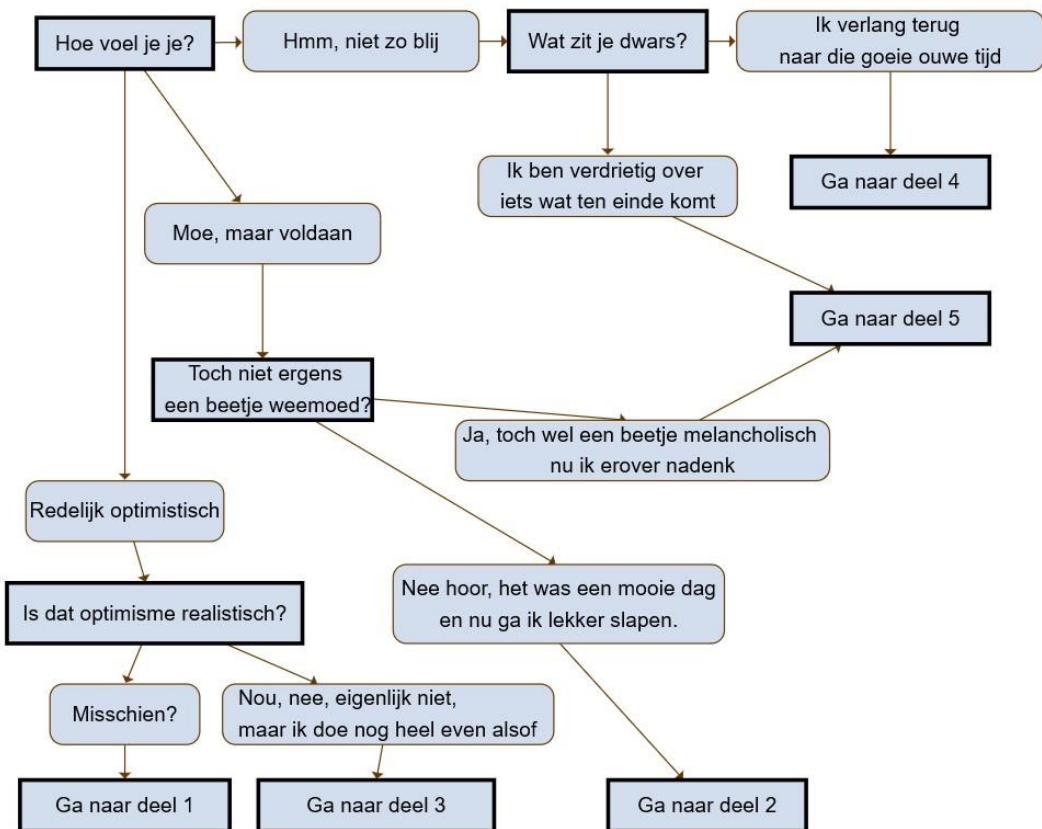 Hoe voel je je?
Hmm, niet zo blij
Wat zit je dwars?
Ik verlang terug
naar die goeie ouwe tijd
Ik ben verdrietig over
iets wat ten einde komt
Ga naar deel 4
Moe, maar voldaan
Ga naar deel 5
Toch niet ergens
een beetje weemoed?
Ja, toch wel een beetje melancholisch
nu ik erover nadenk
Redelijk optimistisch
Is dat optimisme realistisch?
Nee hoor, het was een mooie dag
en nu ga ik lekker slapen.
Misschien?
Nou, nee, eigenlijk niet,
maar ik doe nog heel even alsof
Ga naar deel 1
Ga naar deel 3
Ga naar deel 2